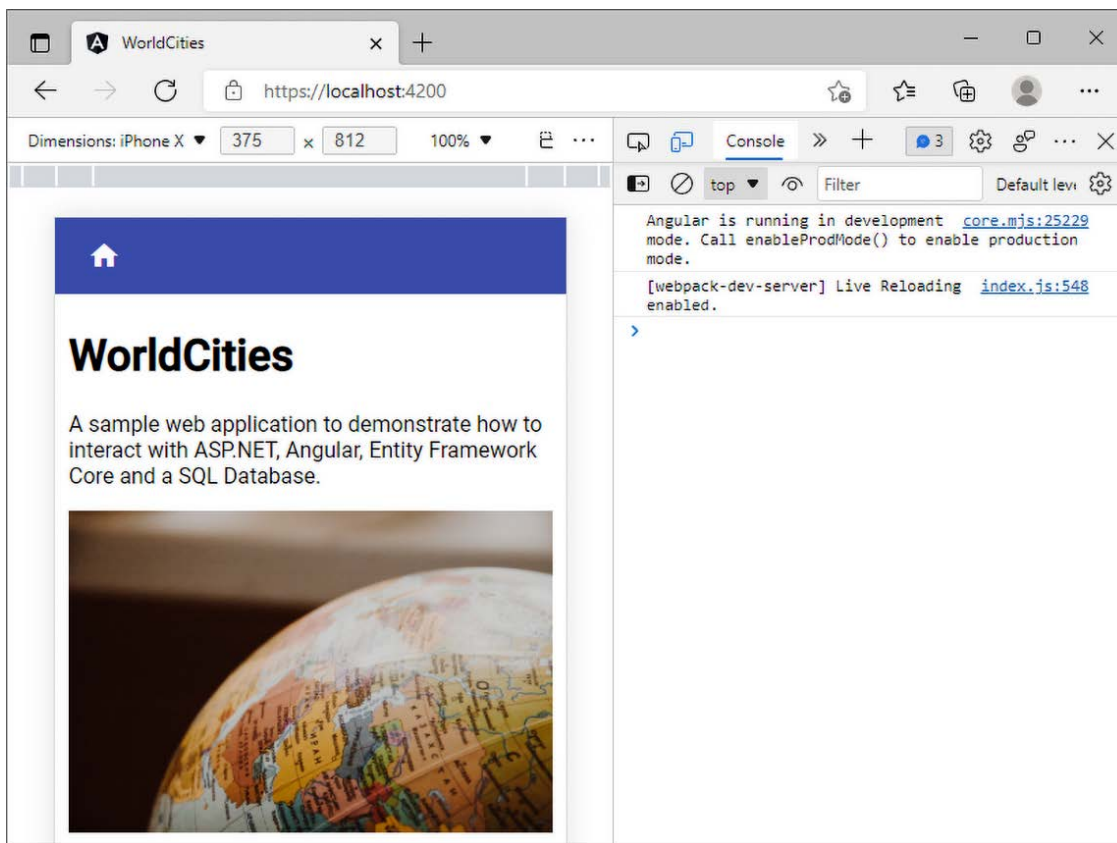 WorldCities
https://localhost:4200
Dimensions: iPhone X ▼ 375 × 812 100% ▼
Console
3
top ▼ Filter Default leve
Angular is running in development core.mjs:25229
mode. Call enableProdMode() to enable production
mode.
[webpack-dev-server] Live Reloading index.js:548
enabled.
WorldCities
A sample web application to demonstrate how to
interact with ASP.NET, Angular, Entity Framework
Core and a SQL Database.
ИРАН
КАЗАХСТАН